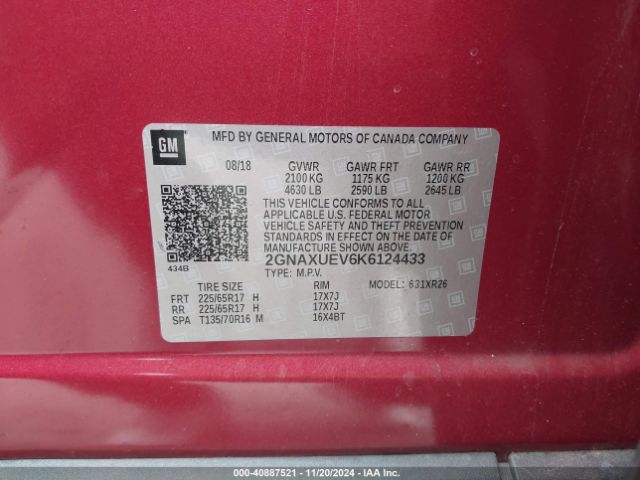 GM
MFD BY GENERAL MOTORS OF CANADA COMPANY
08/18 GVWR GAWR FRT GAWR RR
2100 KG 1175 KG 1200 KG
4630 LB 2590 LB 2645 LB
THIS VEHICLE CONFORMS TO ALL
APPLICABLE U.S. FEDERAL MOTOR
VEHICLE SAFETY AND THEFT PREVENTION
STANDARDS IN EFFECT ON THE DATE OF
MANUFACTURE SHOWN ABOVE.
434B 2GNAXUEV6K6124433
TYPE: M.P.V. MODEL: 631XR26
TIRE SIZE RIM
FRT 225/65R17 H 17X7J
RR 225/65R17 H 17X7J
SPA T135/70R16 M 16X4BT
000-40887521 - 11/20/2024 - IAA Inc.